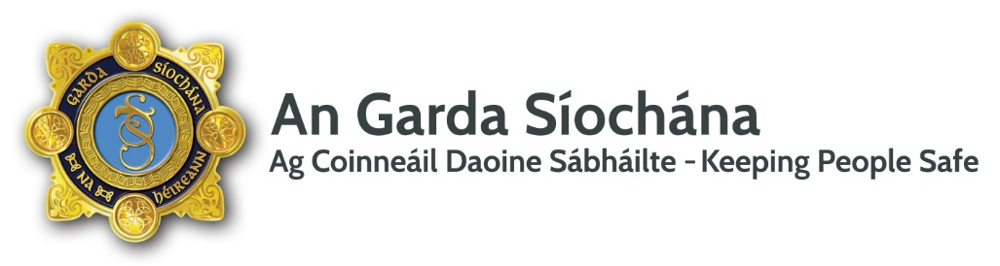 GARDA SÍOCHÁNA
NA HÉIREANN
An Garda Síochána
Ag Coinneáil Daoine Sábháilte - Keeping People Safe